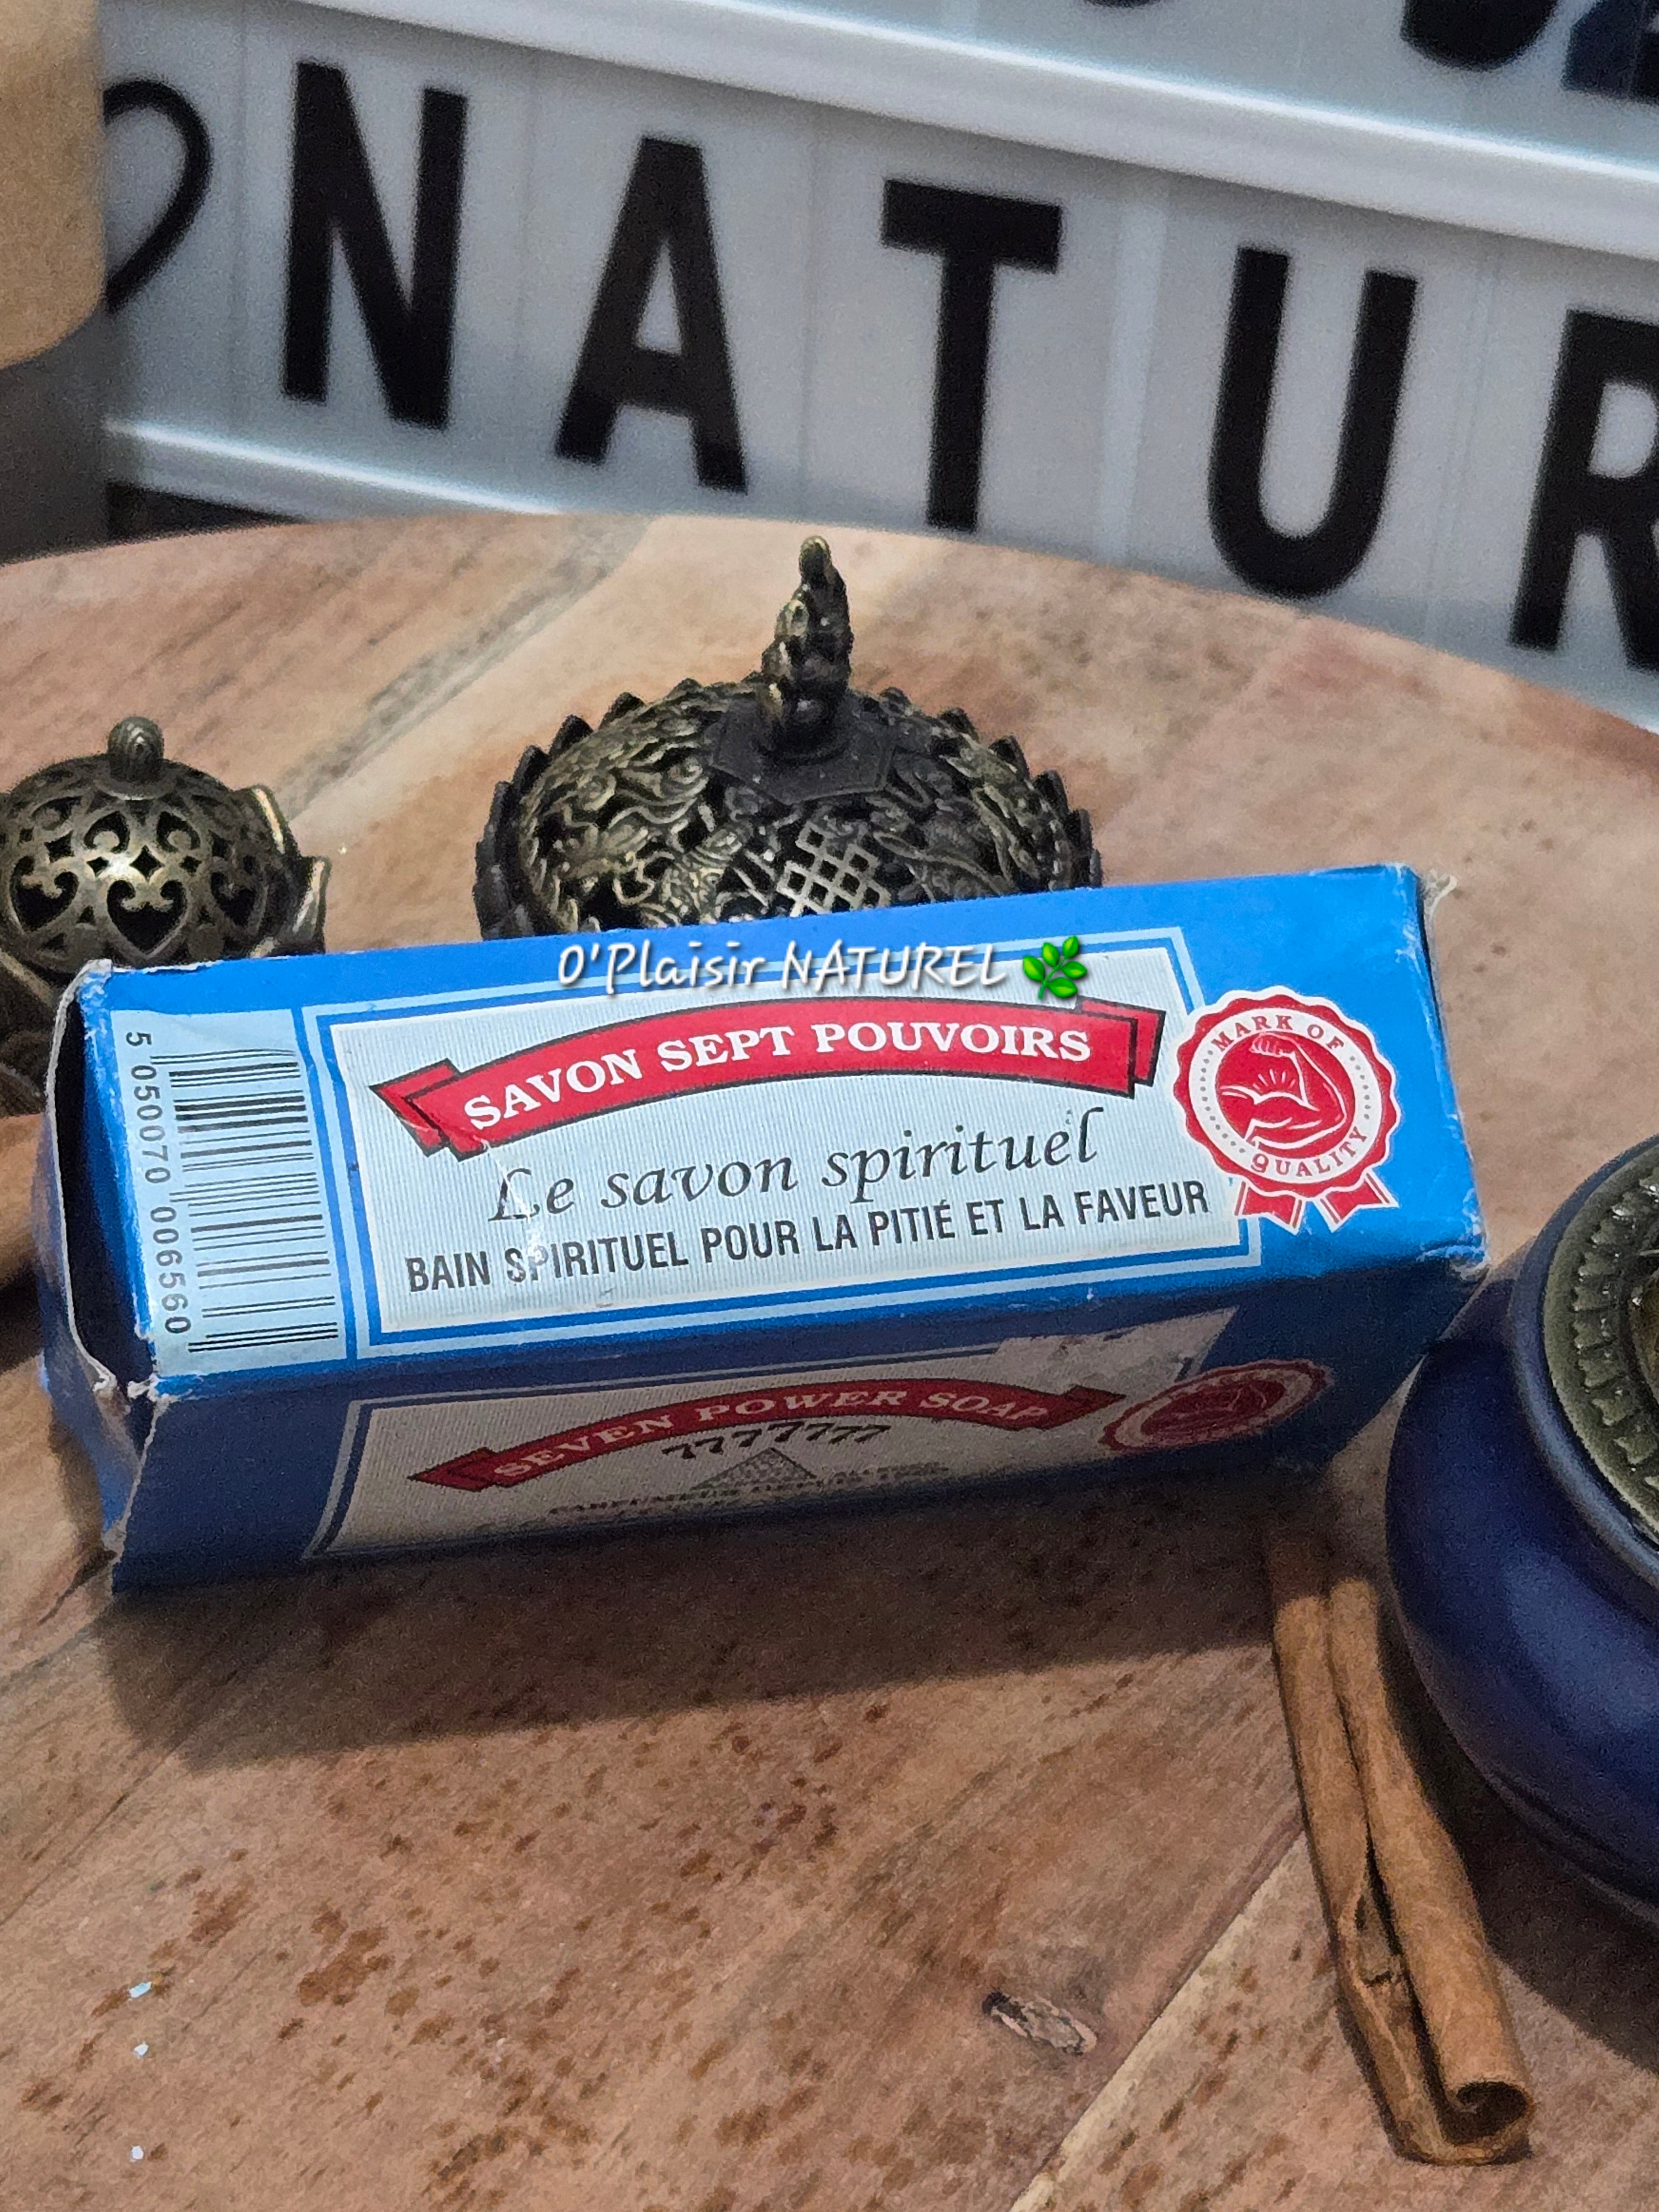 NATUR
O'Plaisir NATUREL
SAVON SEPT POUVOIRS
Le savon spirituel
BAIN SPIRITUEL POUR LA PITIÉ ET LA FAVEUR
MARK OF
QUALITY
5 050070 006560
SEVEN POWER SOAP
7777777